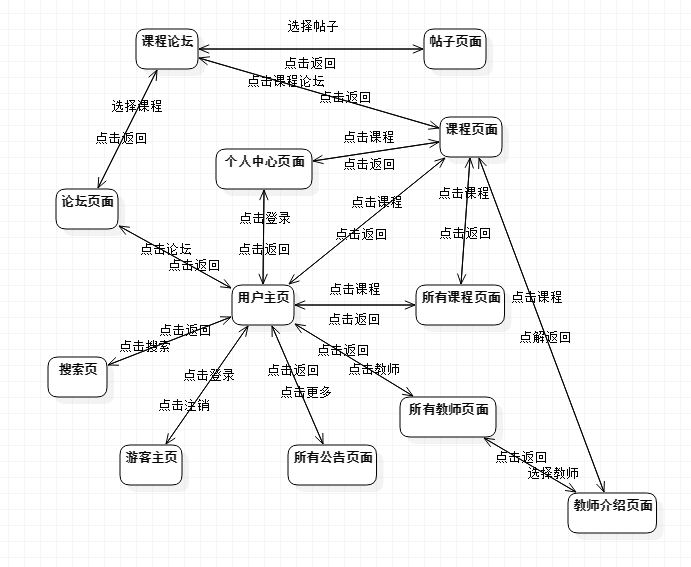 选择帖子
课程论坛
帖子页面
点击返回
点击课程论坛
点击返回
选择课程
课程页面
点击返回
点击课程
个人中心页面
点击返回
论坛页面
点击课程
点击课程
点击登录
点击论坛
点击返回
点击返回
点击返回
点击返回
用户主页
点击课程
所有课程页面
点击课程
点击返回
点击返回
点击搜索
点击返回
点解返回
搜索页
点击登录
点击返回
点击教师
点击注销
点击更多
所有教师页面
游客主页
所有公告页面
点击返回
选择教师
教师介绍页面